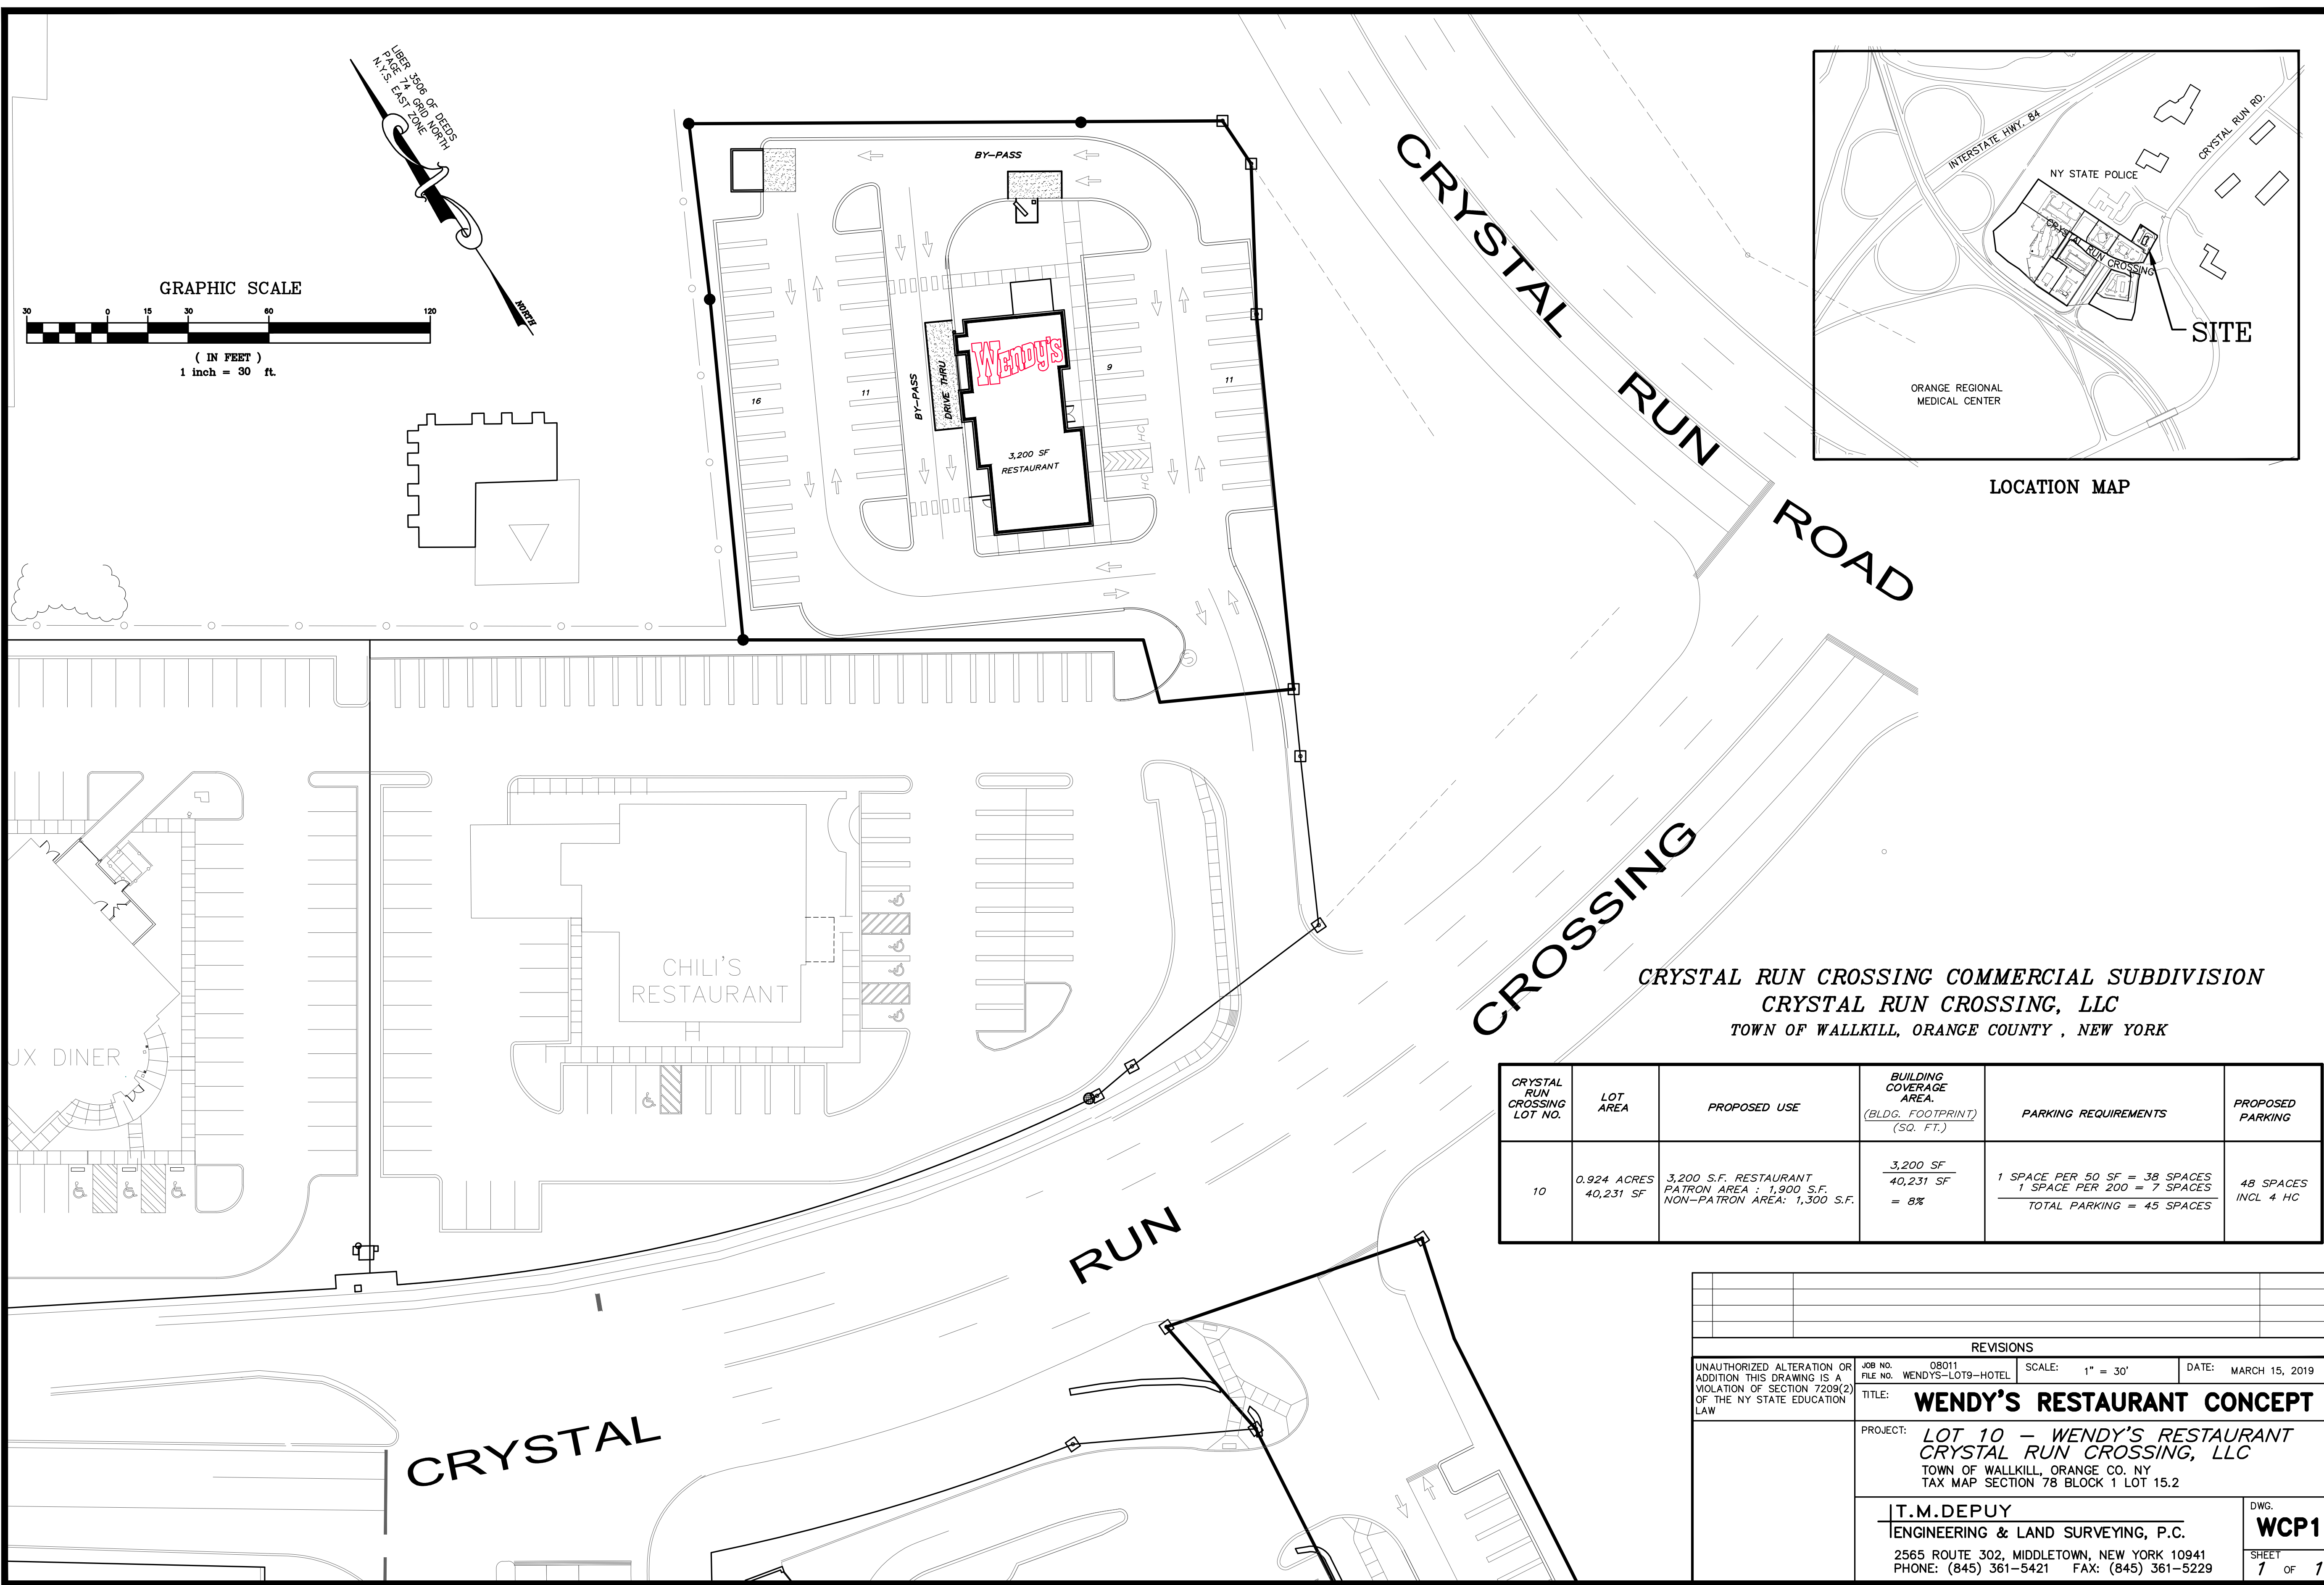 LIBER 3506 OF DEEDS
PAGE 74 GRID NORTH
N.Y.S. EAST ZONE
NORTH
GRAPHIC SCALE
30 0 15 30 60 120
( IN FEET )
1 inch = 30 ft.
BY-PASS
BY-PASS
DRIVE THRU
Wendy's
3,200 SF
RESTAURANT
16
11
9
11
HC
HC
CRYSTAL RUN ROAD
INTERSTATE HWY. 84
CRYSTAL RUN RD.
NY STATE POLICE
CRYSTAL RUN CROSSING
SITE
ORANGE REGIONAL
MEDICAL CENTER
LOCATION MAP
S
CHILI'S
RESTAURANT
UX DINER
CRYSTAL RUN CROSSING
CRYSTAL RUN CROSSING COMMERCIAL SUBDIVISION
CRYSTAL RUN CROSSING, LLC
TOWN OF WALLKILL, ORANGE COUNTY , NEW YORK
CRYSTAL
RUN
CROSSING
LOT NO.
LOT
AREA
PROPOSED USE
BUILDING
COVERAGE
AREA.
(BLDG. FOOTPRINT)
(SQ. FT.)
PARKING REQUIREMENTS
PROPOSED
PARKING
10
0.924 ACRES
40,231 SF
3,200 S.F. RESTAURANT
PATRON AREA : 1,900 S.F.
NON-PATRON AREA: 1,300 S.F.
3,200 SF
40,231 SF
= 8%
1 SPACE PER 50 SF = 38 SPACES
1 SPACE PER 200 = 7 SPACES
TOTAL PARKING = 45 SPACES
48 SPACES
INCL 4 HC
REVISIONS
UNAUTHORIZED ALTERATION OR
ADDITION THIS DRAWING IS A
VIOLATION OF SECTION 7209(2)
OF THE NY STATE EDUCATION
LAW
JOB NO. 08011
FILE NO. WENDYS-LOT9-HOTEL
SCALE: 1" = 30'
DATE: MARCH 15, 2019
TITLE: WENDY'S RESTAURANT CONCEPT
PROJECT: LOT 10 - WENDY'S RESTAURANT
CRYSTAL RUN CROSSING, LLC
TOWN OF WALLKILL, ORANGE CO. NY
TAX MAP SECTION 78 BLOCK 1 LOT 15.2
T.M.DEPUY
ENGINEERING & LAND SURVEYING, P.C.
2565 ROUTE 302, MIDDLETOWN, NEW YORK 10941
PHONE: (845) 361-5421 FAX: (845) 361-5229
DWG.
WCP1
SHEET
1 OF 1